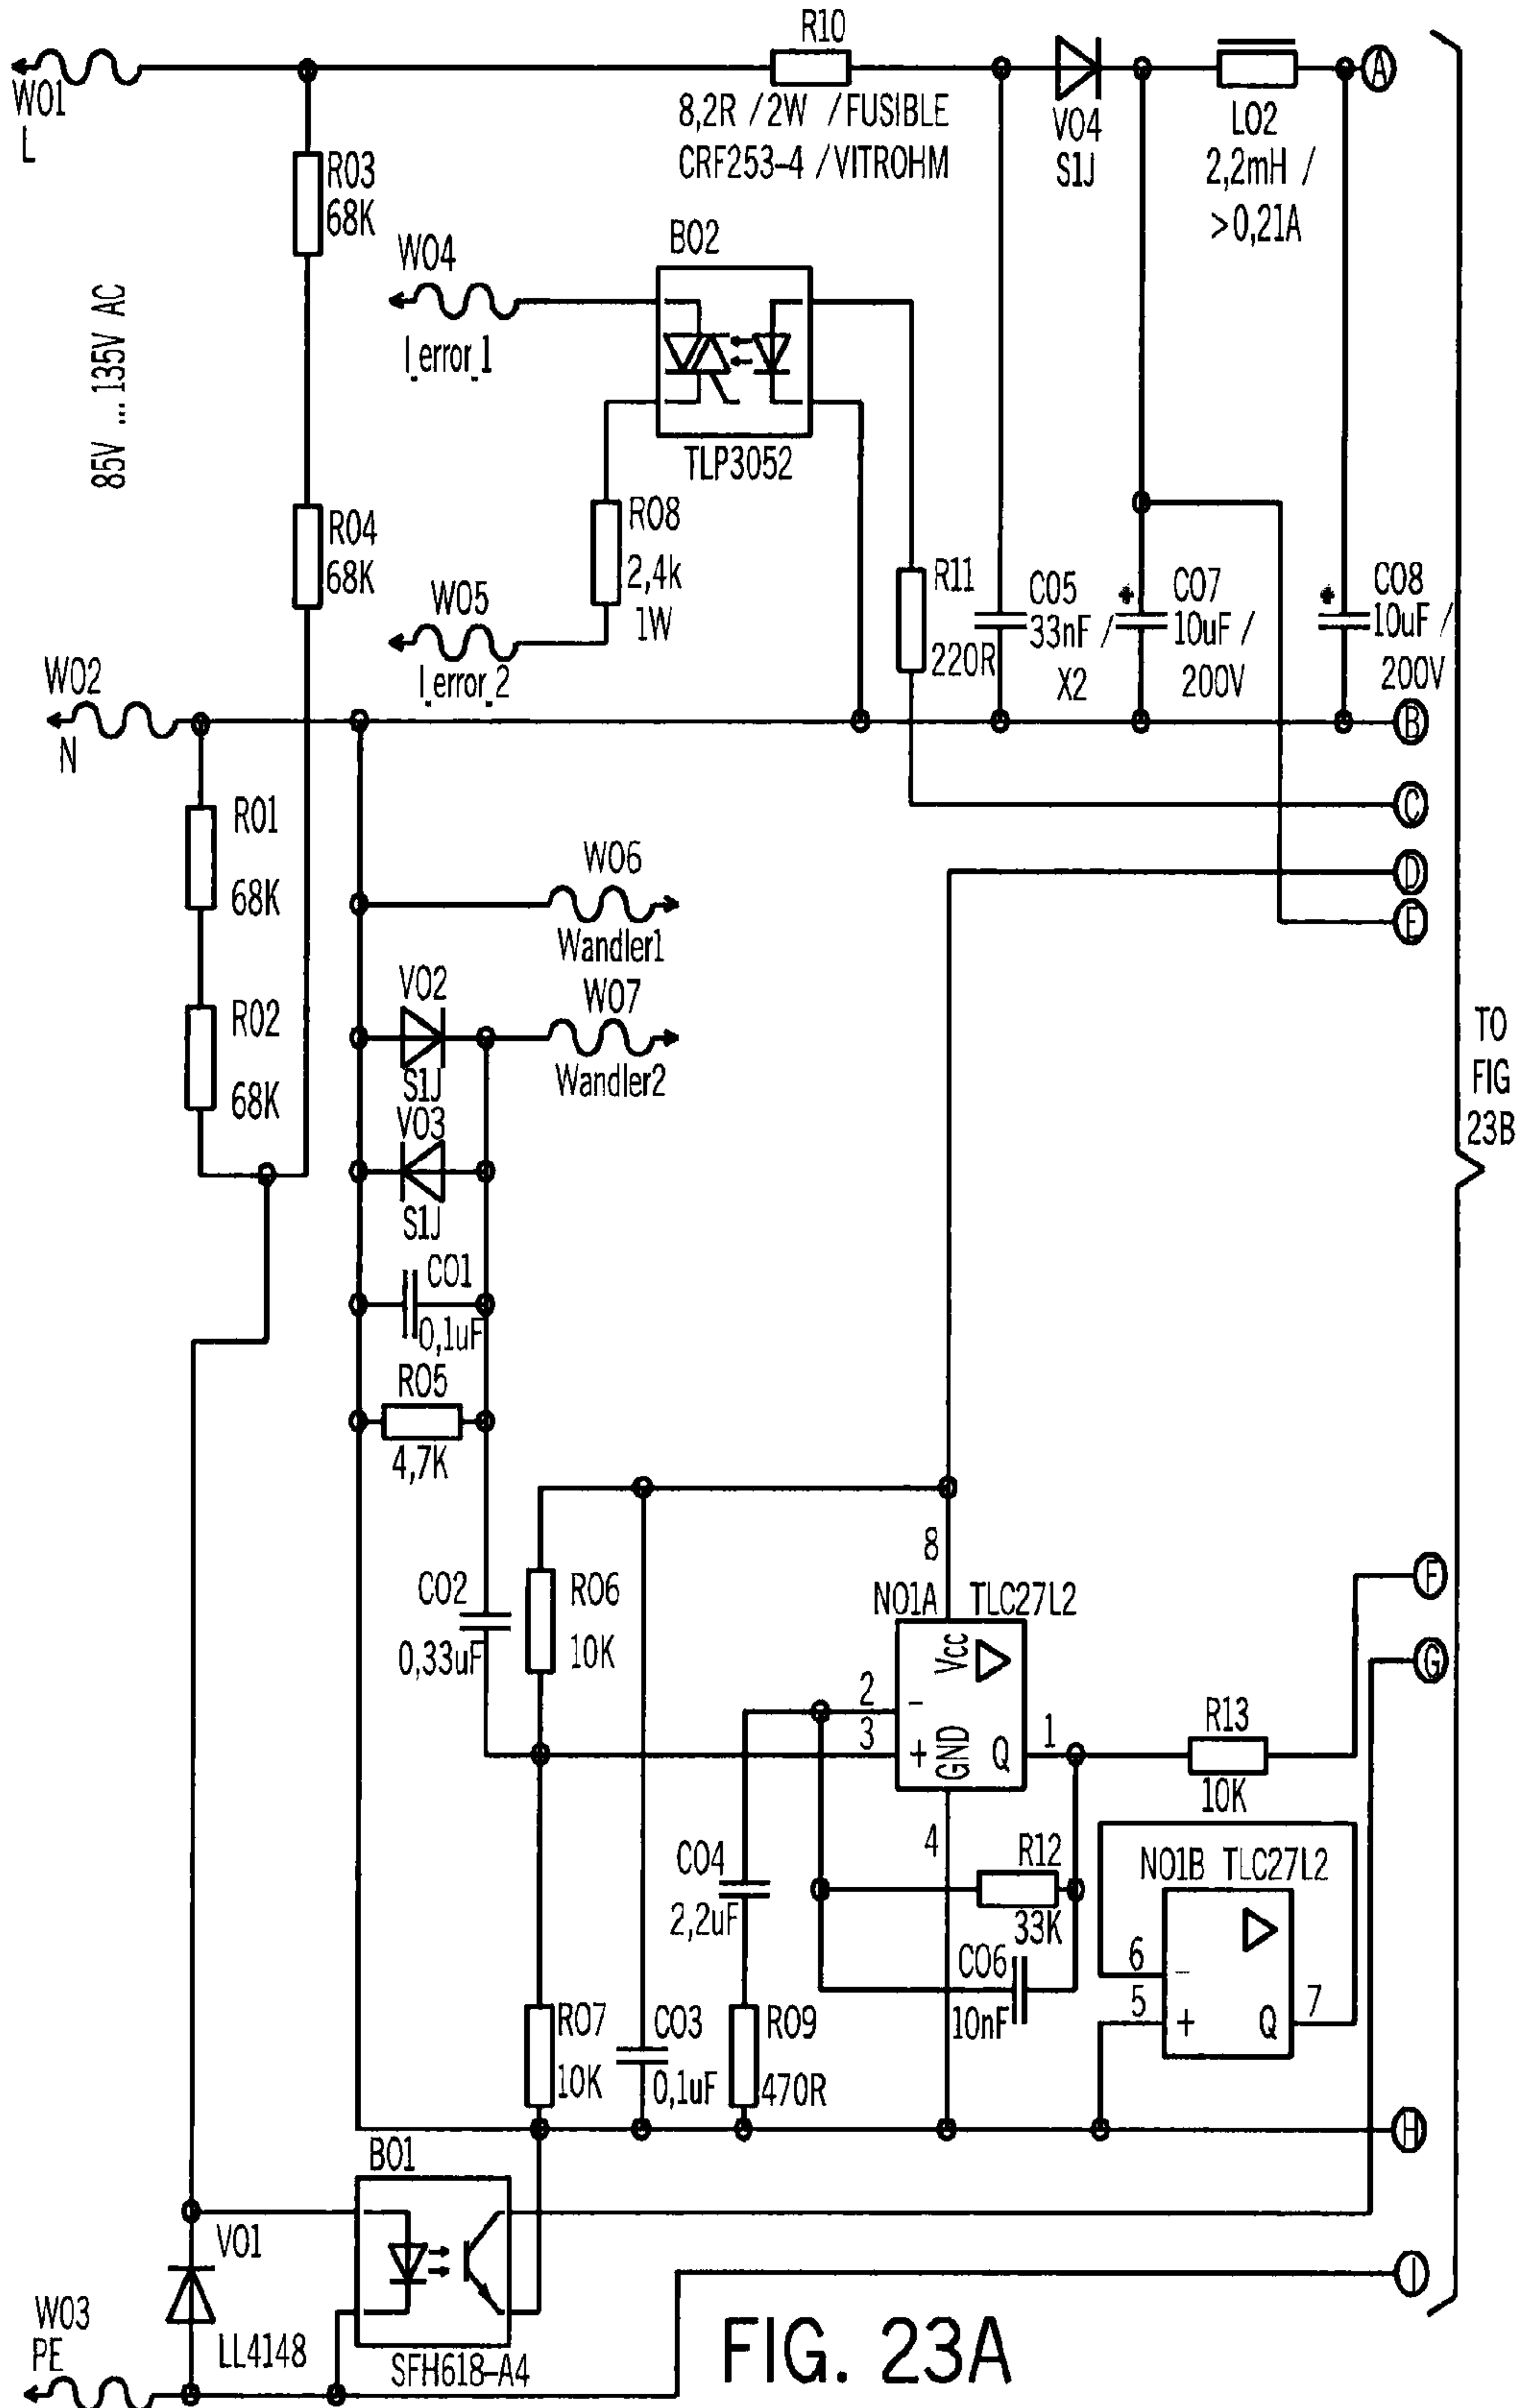 R10
W01
L
8,2R /2W /FUSIBLE
CRF253-4 /VITROHM
V04
S1J
L02
2,2mH /
>0,21A
A
R03
68K
85V ... 135V AC
W04
I_error_1
B02
TLP3052
R04
68K
R08
2,4k
1W
W05
I_error_2
R11
220R
C05
33nF /
X2
C07
10uF /
200V
C08
10uF /
200V
W02
N
B
C
D
E
R01
68K
R02
68K
W06
Wandler1
V02
S1J
W07
Wandler2
V03
S1J
C01
0,1uF
R05
4,7K
TO
FIG
23B
C02
0,33uF
R06
10K
8
N01A TLC27L2
Vcc
GND
2
-
3
+
Q
1
4
F
G
R13
10K
C04
2,2uF
R12
33K
C06
10nF
N01B TLC27L2
6
-
5
+
Q
7
R07
10K
C03
0,1uF
R09
470R
H
B01
SFH618-A4
V01
LL4148
I
W03
PE
FIG. 23A